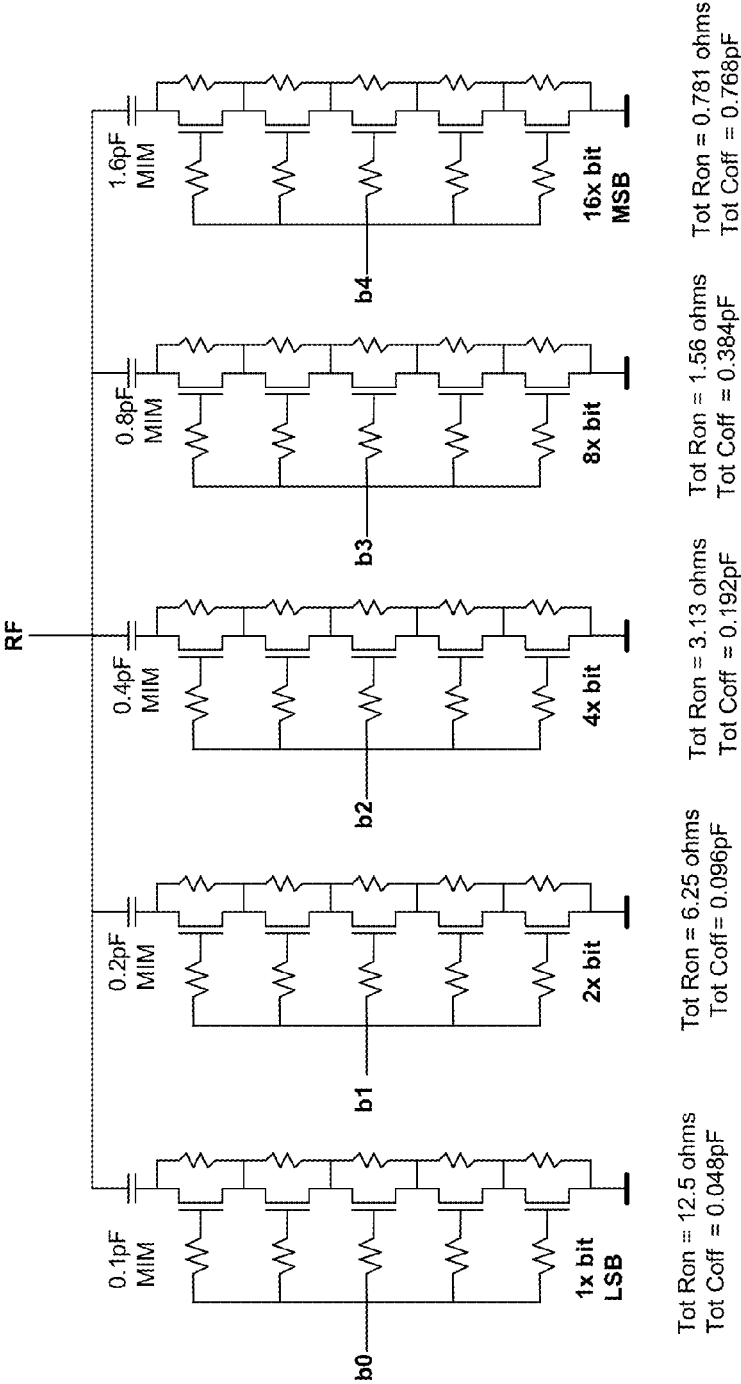 RF
0.1pF
MIM
0.2pF
MIM
0.4pF
MIM
0.8pF
MIM
1.6pF
MIM
b0
b1
b2
b3
b4
1x bit
LSB
2x bit
4x bit
8x bit
16x bit
MSB
Tot Ron = 12.5 ohms
Tot Coff = 0.048pF
Tot Ron = 6.25 ohms
Tot Coff= 0.096pF
Tot Ron = 3.13 ohms
Tot Coff = 0.192pF
Tot Ron = 1.56 ohms
Tot Coff = 0.384pF
Tot Ron = 0.781 ohms
Tot Coff = 0.768pF